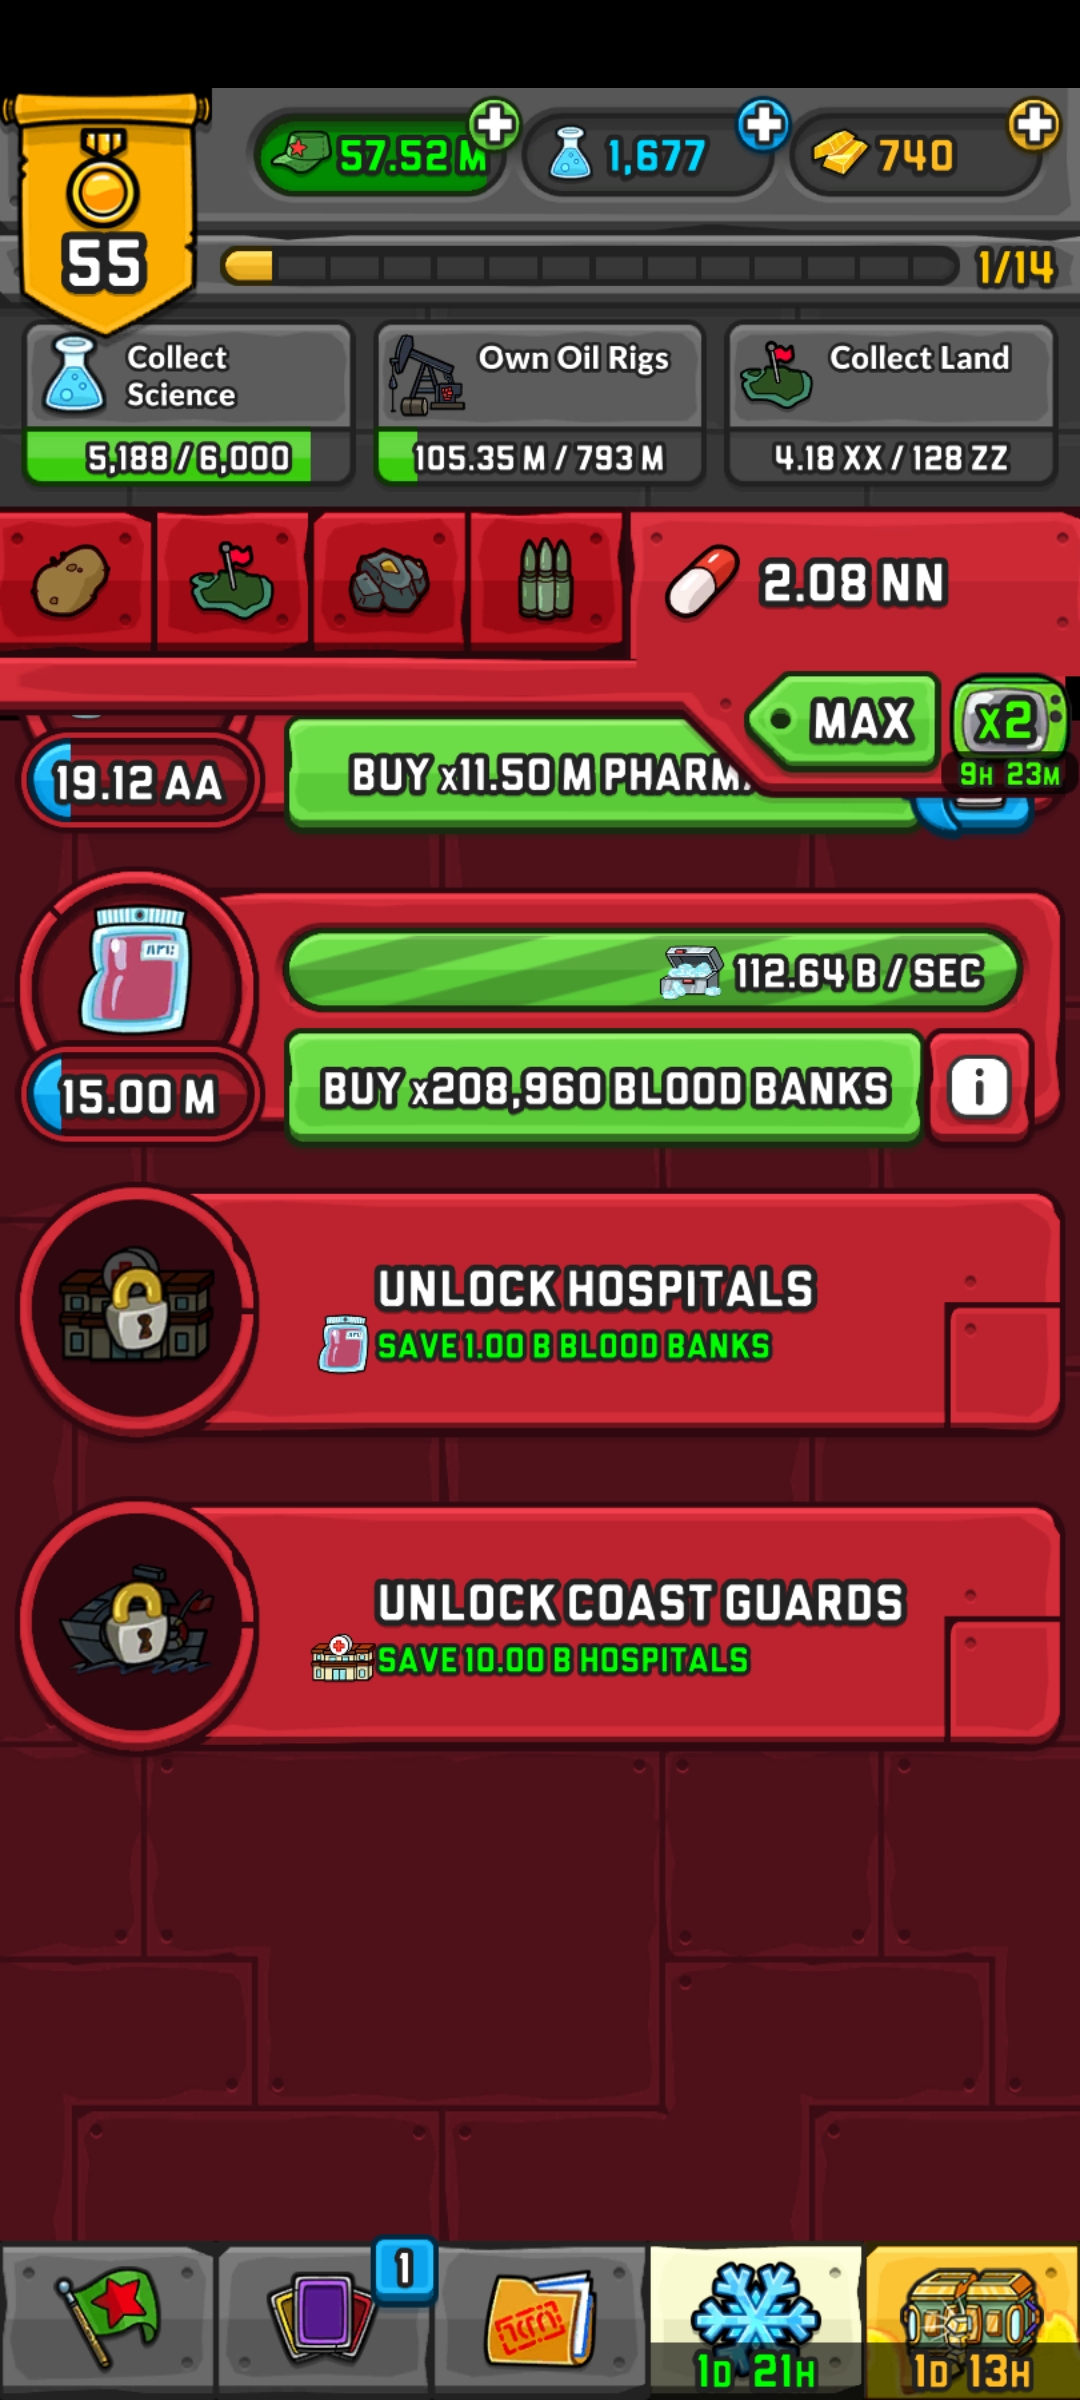 57.52 M
1,677
740
55
1/14
Collect
Science
5,188 / 6,000
Own Oil Rigs
105.35 M / 793 M
Collect Land
4.18 XX / 128 ZZ
2.08 NN
MAX
X2
9H 23M
19.12 AA
BUY x11.50 M PHARM
112.64 B / SEC
15.00 M
BUY x208,960 BLOOD BANKS
UNLOCK HOSPITALS
SAVE 1.00 B BLOOD BANKS
UNLOCK COAST GUARDS
SAVE 10.00 B HOSPITALS
1
1D 21H
1D 13H